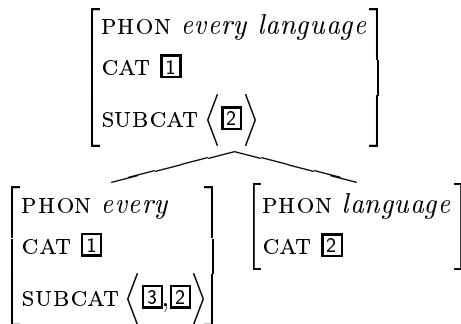 PHON every language
CAT 1
SUBCAT ⟨2⟩
PHON every
CAT 1
SUBCAT ⟨3,2⟩
PHON language
CAT 2